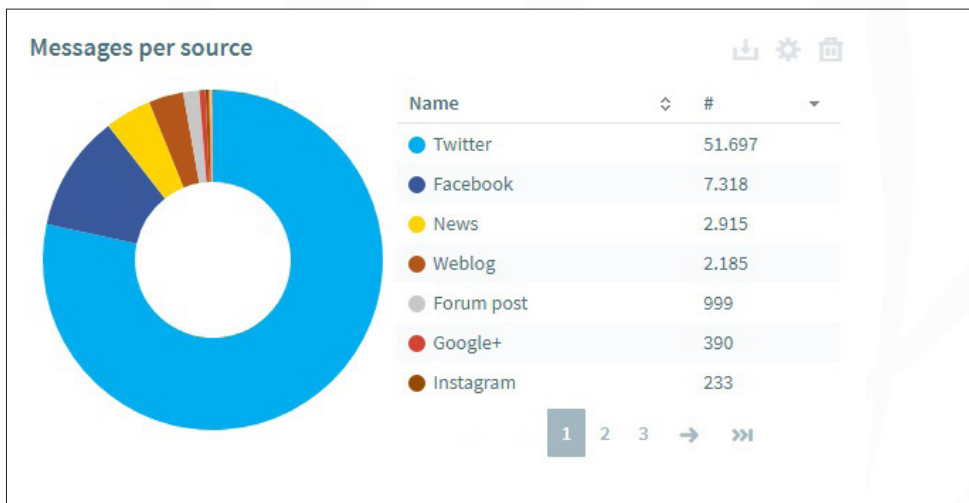 Messages per source
Name #
Twitter 51.697
Facebook 7.318
News 2.915
Weblog 2.185
Forum post 999
Google+ 390
Instagram 233
1 2 3